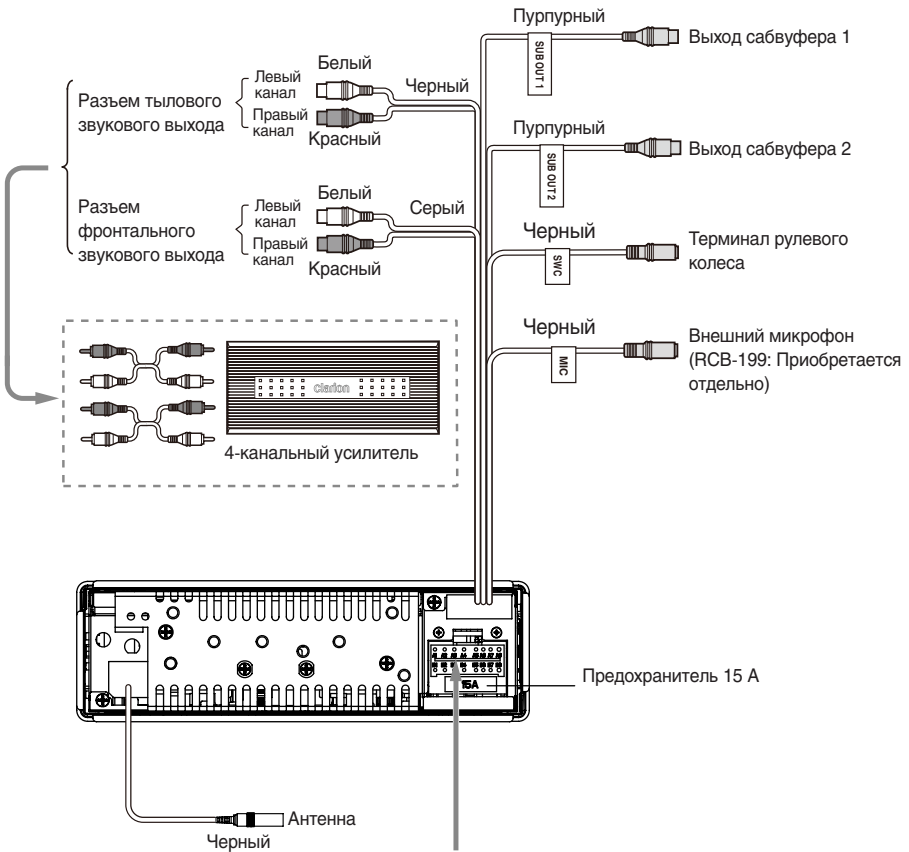 Пурпурный
SUB OUT 1
Выход сабвуфера 1
Белый
Левый
канал
Черный
Разъем тылового
звукового выхода
Правый
канал
Красный
Пурпурный
SUB OUT 2
Выход сабвуфера 2
Белый
Левый
канал
Серый
Разъем
фронтального
звукового выхода
Правый
канал
Красный
Черный
SWC
Терминал рулевого
колеса
Черный
MIC
Внешний микрофон
(RCB-199: Приобретается
отдельно)
clarion
4-канальный усилитель
15A
Предохранитель 15 А
Антенна
Черный